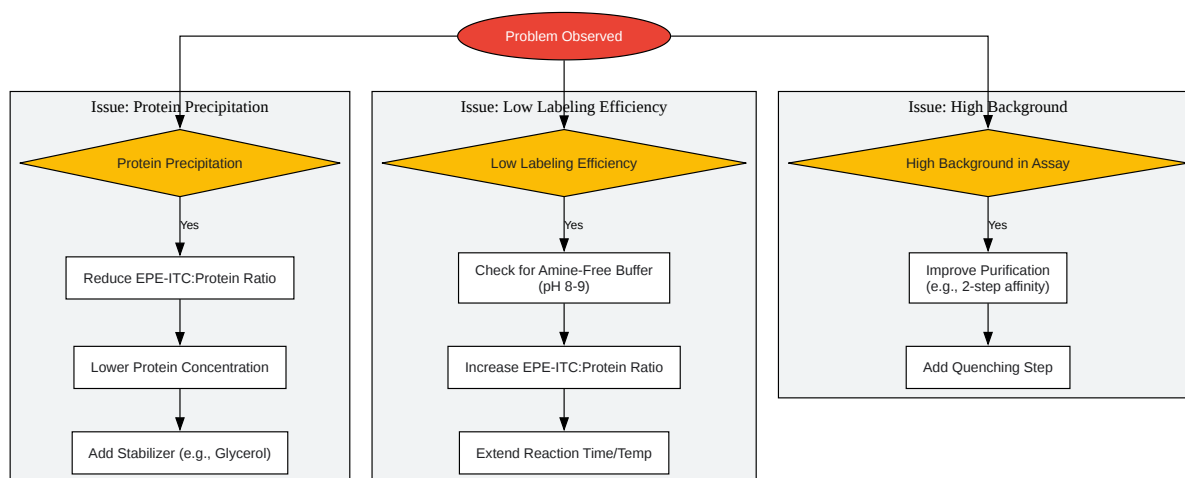 Problem Observed
Issue: Protein Precipitation
Protein Precipitation
Yes
Reduce EPE-ITC:Protein Ratio
Lower Protein Concentration
Add Stabilizer (e.g., Glycerol)
Issue: Low Labeling Efficiency
Low Labeling Efficiency
Yes
Check for Amine-Free Buffer
(pH 8-9)
Increase EPE-ITC:Protein Ratio
Extend Reaction Time/Temp
Issue: High Background
High Background in Assay
Yes
Improve Purification
(e.g., 2-step affinity)
Add Quenching Step